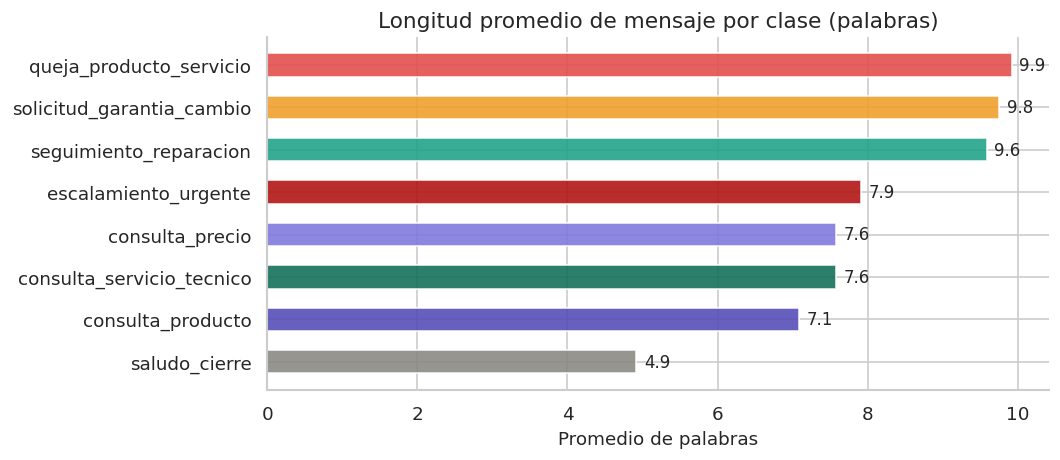 Longitud promedio de mensaje por clase (palabras)
queja_producto_servicio 9.9
solicitud_garantia_cambio 9.8
seguimiento_reparacion 9.6
escalamiento_urgente 7.9
consulta_precio 7.6
consulta_servicio_tecnico 7.6
consulta_producto 7.1
saludo_cierre 4.9
0 2 4 6 8 10
Promedio de palabras